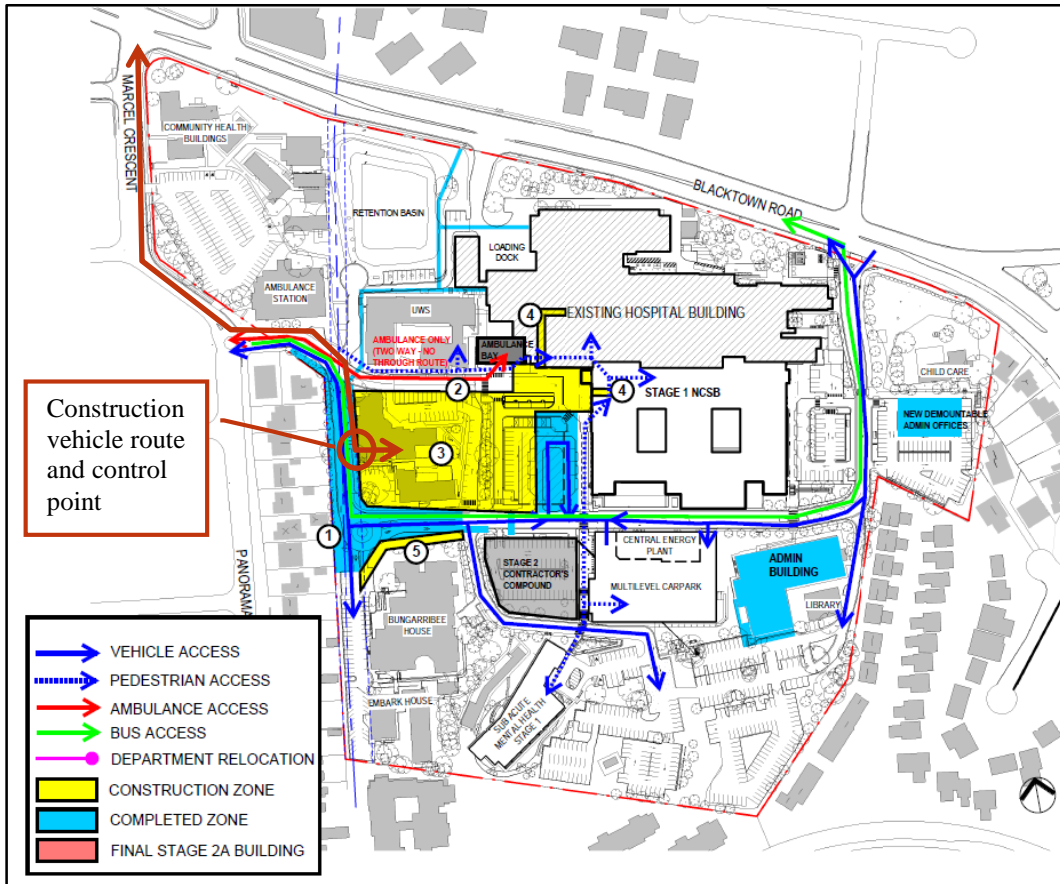 MARCEL CRESCENT
COMMUNITY HEALTH
BUILDINGS
RETENTION BASIN
BLACKTOWN ROAD
LOADING
DOCK
AMBULANCE
STATION
UWS
4
EXISTING HOSPITAL BUILDING
AMBULANCE ONLY
(TWO WAY - NO
THROUGH ROUTE)
AMBULANCE
BAY
2
4
STAGE 1 NCSB
CHILD CARE
NEW DEMOUNTABLE
ADMIN OFFICES
Construction
vehicle route
and control
point
3
1
5
PANORAMA
CENTRAL ENERGY
PLANT
STAGE 2
CONTRACTOR'S
COMPOUND
MULTILEVEL CARPARK
ADMIN
BUILDING
LIBRARY
BUNGARRIBEE
HOUSE
EMBARK HOUSE
SUB ACUTE
MENTAL HEALTH
STAGE 1
VEHICLE ACCESS
PEDESTRIAN ACCESS
AMBULANCE ACCESS
BUS ACCESS
DEPARTMENT RELOCATION
CONSTRUCTION ZONE
COMPLETED ZONE
FINAL STAGE 2A BUILDING